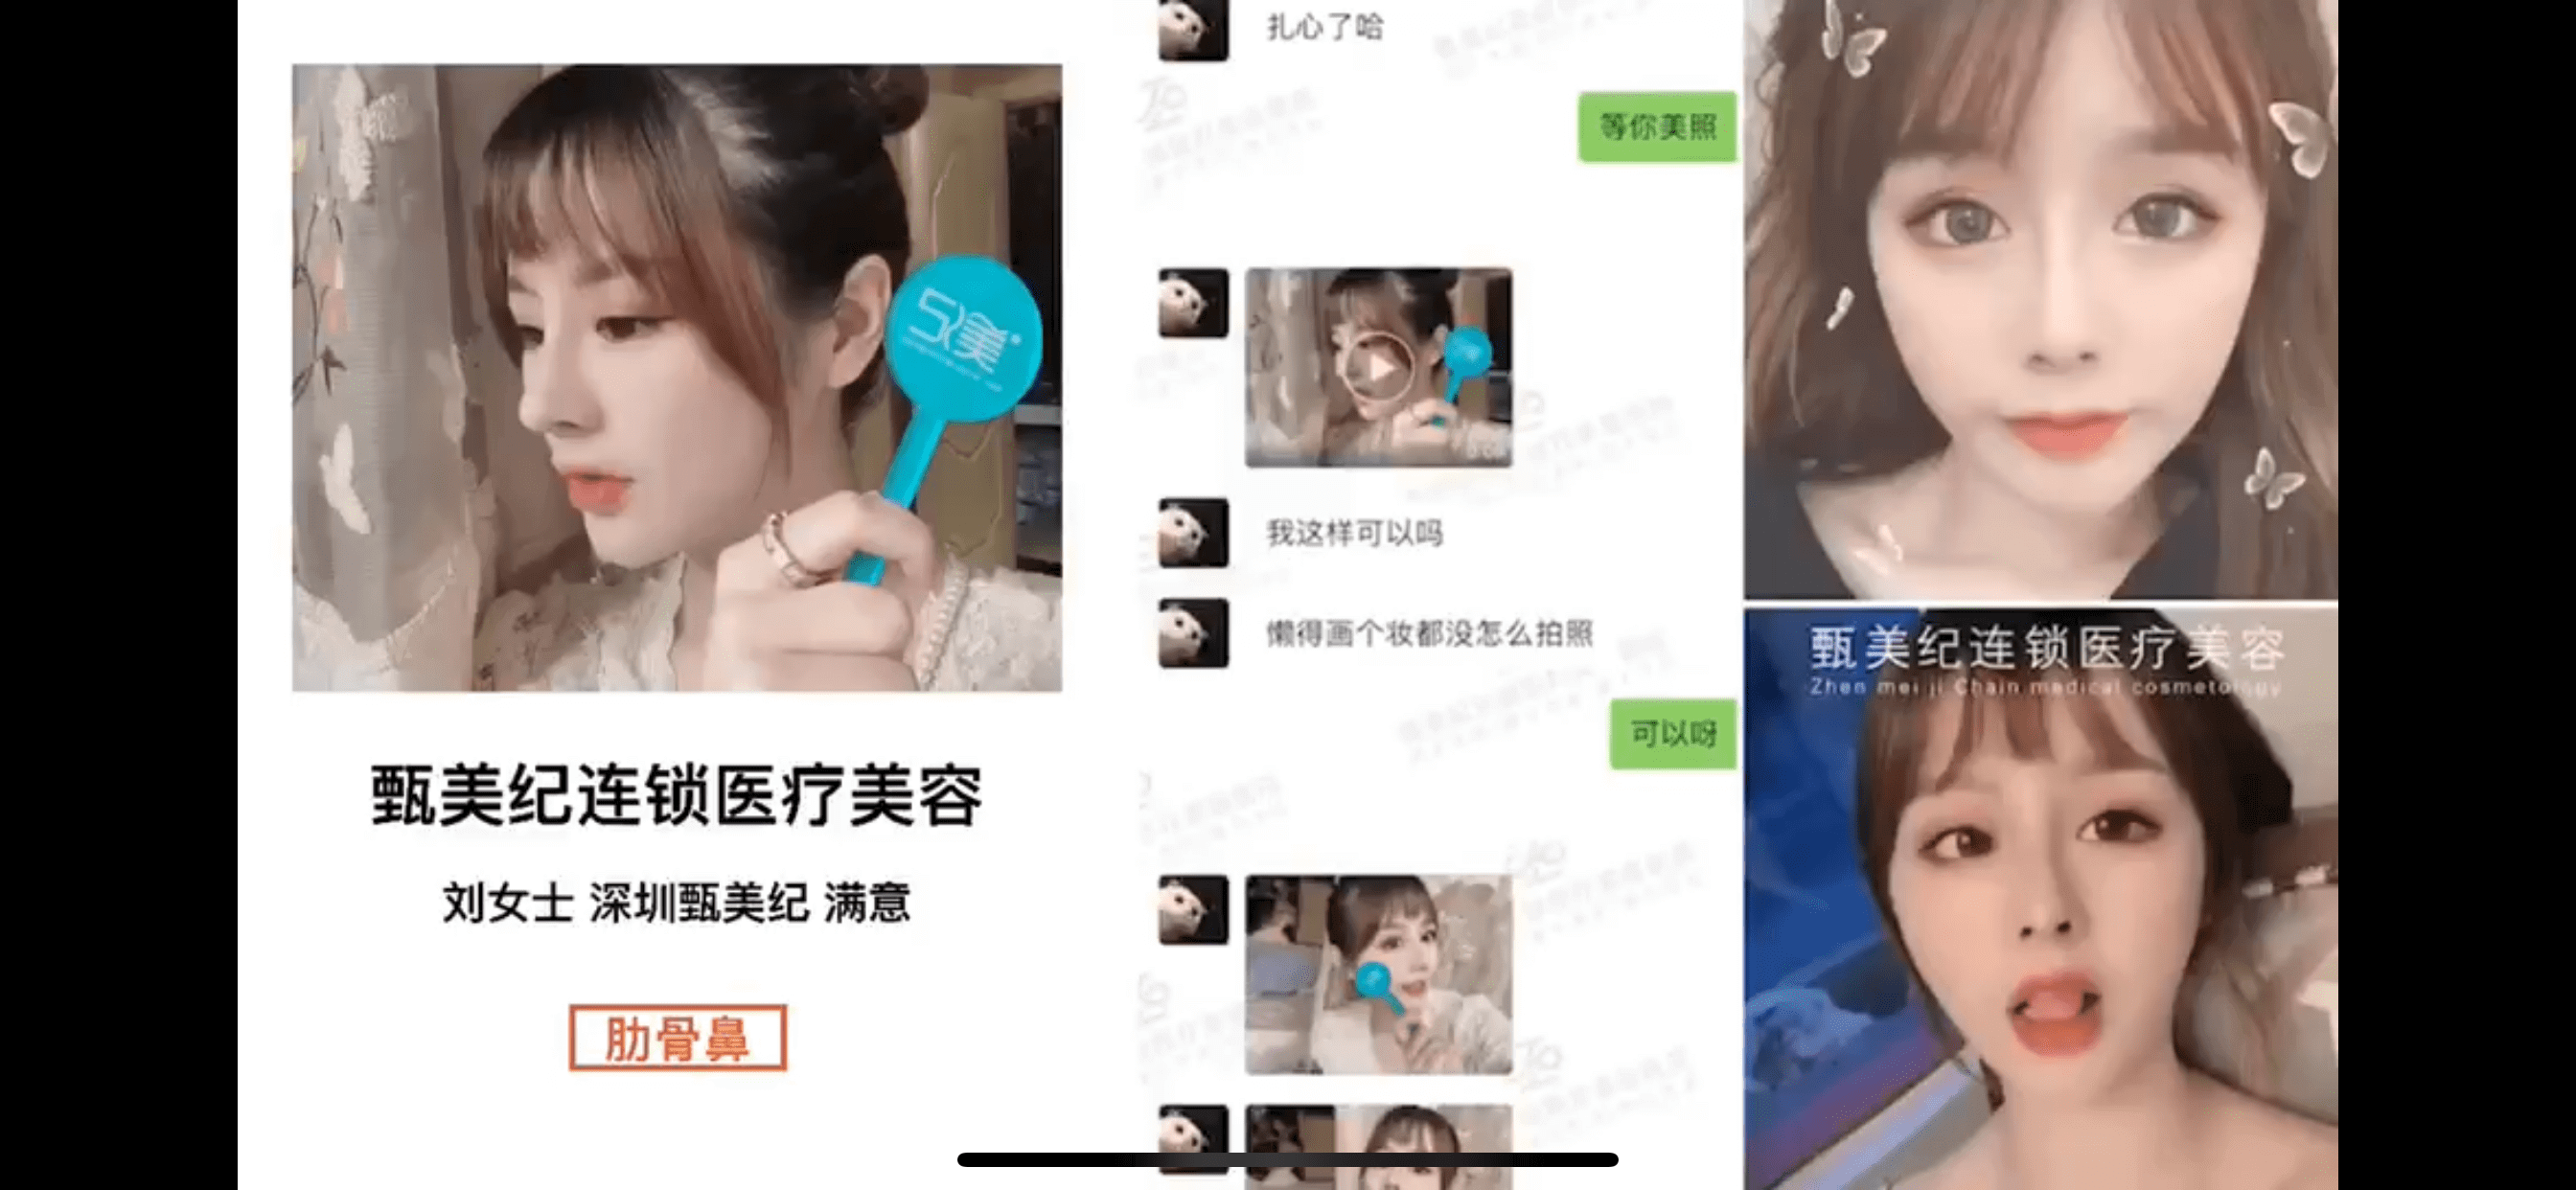 5(美
甄美纪连锁医疗美容
刘女士 深圳甄美纪 满意
肋骨鼻
扎心了哈
等你美照
我这样可以吗
懒得画个妆都没怎么拍照
可以呀
甄美纪连锁医疗美容
Zhen mei ji Chain medical cosmetology